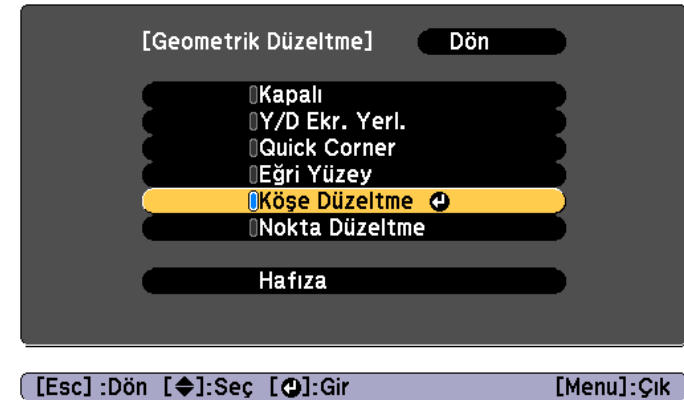 [Geometrik Düzeltme] Dön
Kapalı
Y/D Ekr. Yerl.
Quick Corner
Eğri Yüzey
Köşe Düzeltme
Nokta Düzeltme
Hafıza
[Esc] :Dön [◆]:Seç [⏎]:Gir [Menu]:Çık